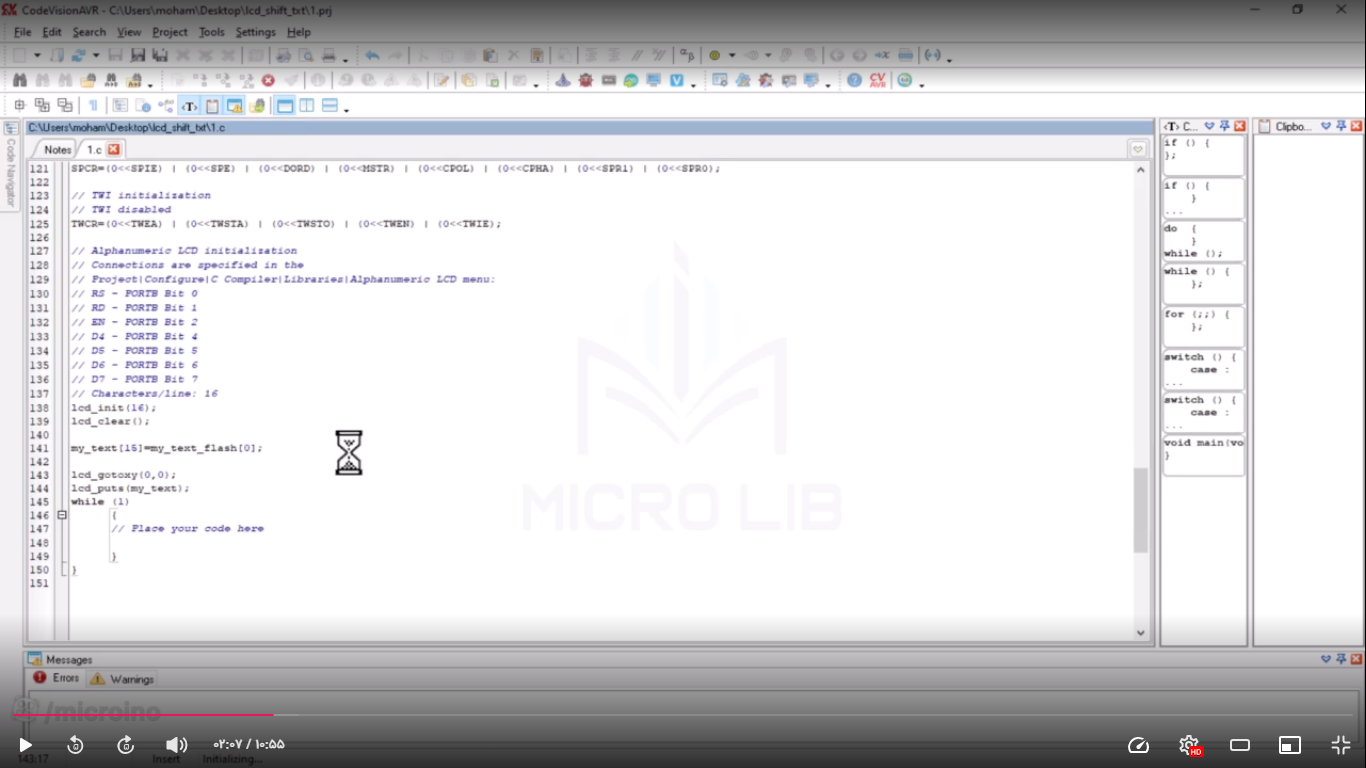 CodeVisionAVR - C:\Users\moham\Desktop\lcd_shift_txt\1.prj
File Edit Search View Project Tools Settings Help
C:\Users\moham\Desktop\lcd_shift_txt\1.c
Code Navigator
Notes 1.c
121 SPCR=(0<<SPIE) | (0<<SPE) | (0<<DORD) | (0<<MSTR) | (0<<CPOL) | (0<<CPHA) | (0<<SPR1) | (0<<SPR0);
122
123 // TWI initialization
124 // TWI disabled
125 TWCR=(0<<TWEA) | (0<<TWSTA) | (0<<TWSTO) | (0<<TWEN) | (0<<TWIE);
126
127 // Alphanumeric LCD initialization
128 // Connections are specified in the
129 // Project|Configure|C Compiler|Libraries|Alphanumeric LCD menu:
130 // RS - PORTB Bit 0
131 // RD - PORTB Bit 1
132 // EN - PORTB Bit 2
133 // D4 - PORTB Bit 4
134 // D5 - PORTB Bit 5
135 // D6 - PORTB Bit 6
136 // D7 - PORTB Bit 7
137 // Characters/line: 16
138 lcd_init(16);
139 lcd_clear();
140
141 my_text[15]=my_text_flash[0];
142
143 lcd_gotoxy(0,0);
144 lcd_puts(my_text);
145 while (1)
146 {
147 // Place your code here
148
149 }
150 }
151
MICRO LIB
<T> C...
if () {
};
if () {
}
...
do {
}
while ();
while () {
};
for (;;) {
};
switch () {
case :
...
switch () {
case :
...
void main(vo
}
Clipbo...
Messages
Errors Warnings
/microino
۰۲:۰۷ / ۱۰:۵۵
HD
143:17 Insert Initializing...